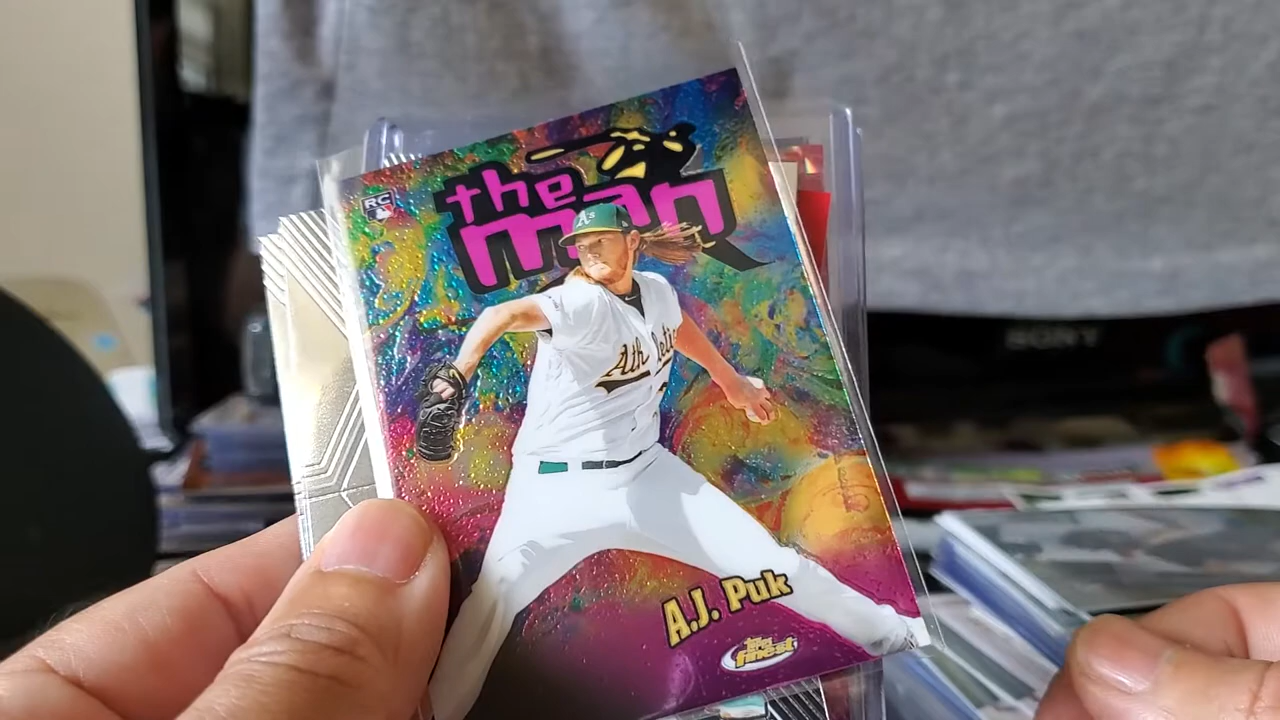 RC
the
man
A's
Athletics
A.J. Puk
Topps
finest
SONY